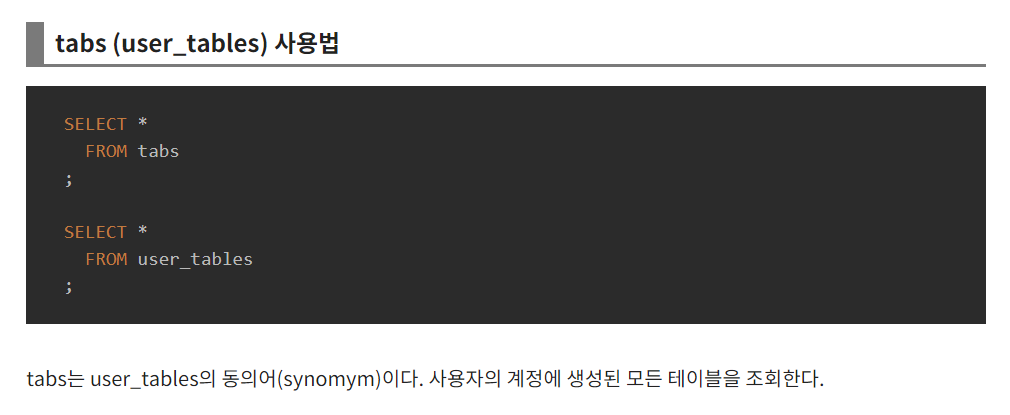 tabs (user_tables) 사용법
SELECT *
FROM tabs
;
SELECT *
FROM user_tables
;
tabs는 user_tables의 동의어(synomym)이다. 사용자의 계정에 생성된 모든 테이블을 조회한다.